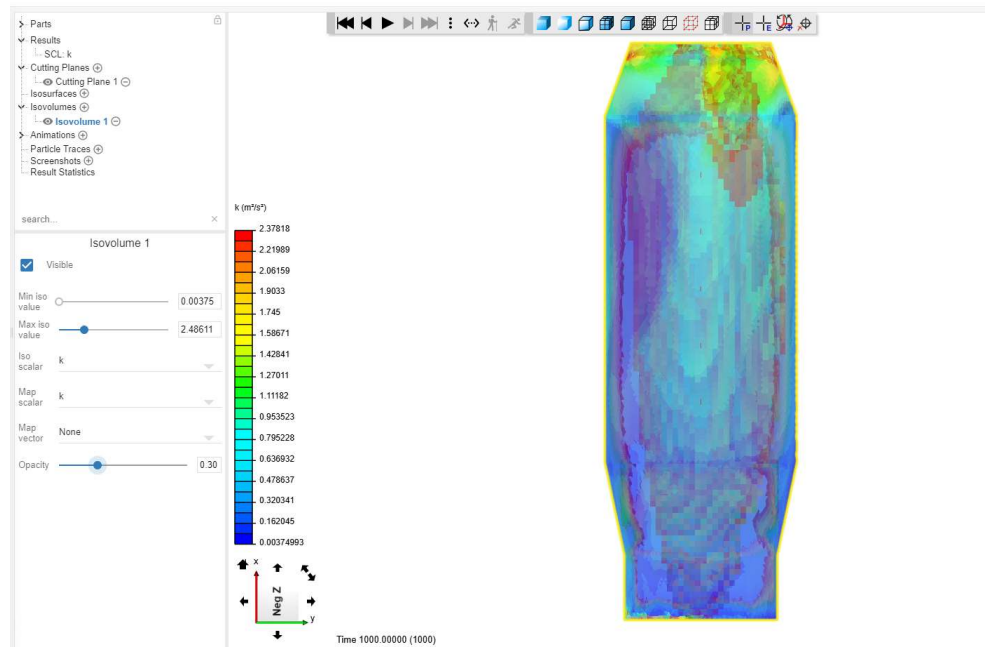 Parts
Results
SCL: k
Cutting Planes
Cutting Plane 1
Isosurfaces
Isovolumes
Isovolume 1
Animations
Particle Traces
Screenshots
Result Statistics
search...
Isovolume 1
Visible
Min iso value 0.00375
Max iso value 2.48611
Iso scalar k
Map scalar k
Map vector None
Opacity 0.30
P
E
k (m²/s²)
2.37818
2.21989
2.06159
1.9033
1.745
1.58671
1.42841
1.27011
1.11182
0.953523
0.795228
0.636932
0.478637
0.320341
0.162045
0.00374993
x
Neg Z
y
Time 1000.00000 (1000)